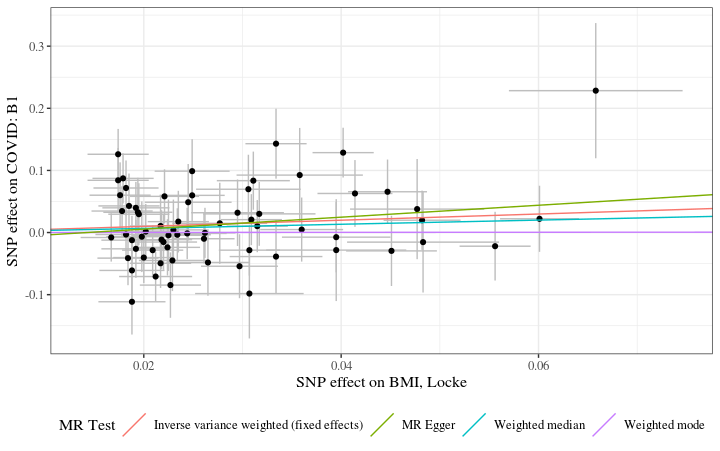 SNP effect on COVID: B1
0.3
0.2
0.1
0.0
-0.1
0.02
0.04
0.06
SNP effect on BMI, Locke
MR Test
Inverse variance weighted (fixed effects)
MR Egger
Weighted median
Weighted mode